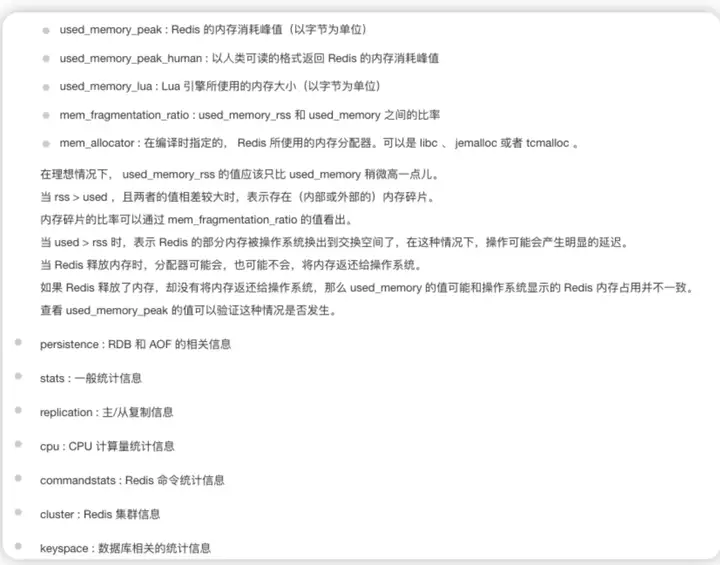 used_memory_peak : Redis 的内存消耗峰值（以字节为单位）
used_memory_peak_human : 以人类可读的格式返回 Redis 的内存消耗峰值
used_memory_lua : Lua 引擎所使用的内存大小（以字节为单位）
mem_fragmentation_ratio : used_memory_rss 和 used_memory 之间的比率
mem_allocator : 在编译时指定的， Redis 所使用的内存分配器。可以是 libc 、 jemalloc 或者 tcmalloc 。
在理想情况下， used_memory_rss 的值应该只比 used_memory 稍微高一点儿。
当 rss > used ，且两者的值相差较大时，表示存在（内部或外部的）内存碎片。
内存碎片的比率可以通过 mem_fragmentation_ratio 的值看出。
当 used > rss 时，表示 Redis 的部分内存被操作系统换出到交换空间了，在这种情况下，操作可能会产生明显的延迟。
当 Redis 释放内存时，分配器可能会，也可能不会，将内存返还给操作系统。
如果 Redis 释放了内存，却没有将内存返还给操作系统，那么 used_memory 的值可能和操作系统显示的 Redis 内存占用并不一致。
查看 used_memory_peak 的值可以验证这种情况是否发生。
persistence : RDB 和 AOF 的相关信息
stats : 一般统计信息
replication : 主/从复制信息
cpu : CPU 计算量统计信息
commandstats : Redis 命令统计信息
cluster : Redis 集群信息
keyspace : 数据库相关的统计信息